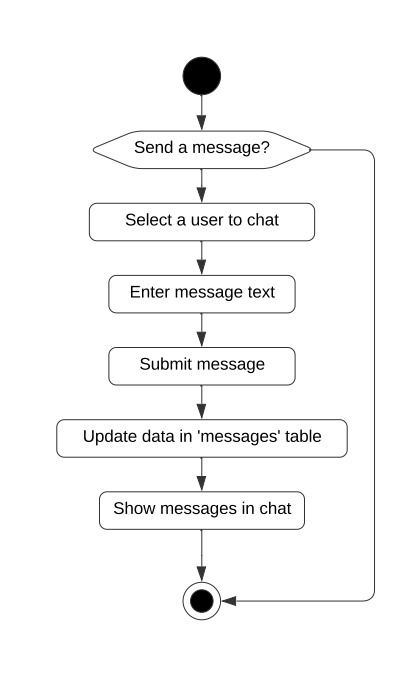 Send a message?
Select a user to chat
Enter message text
Submit message
Update data in 'messages' table
Show messages in chat